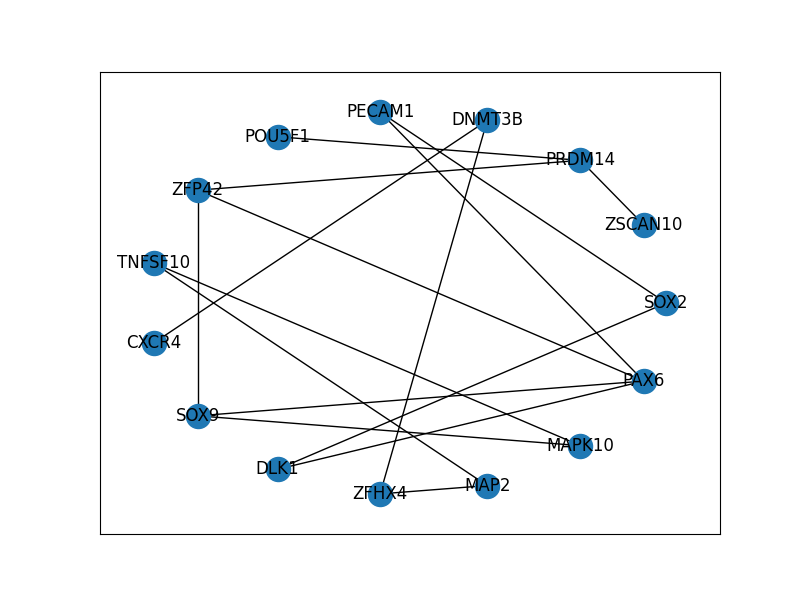 PECAM1
DNMT3B
POU5F1
PRDM14
ZFP42
ZSCAN10
TNFSF10
SOX2
CXCR4
PAX6
SOX9
MAPK10
DLK1
ZFHX4
MAP2